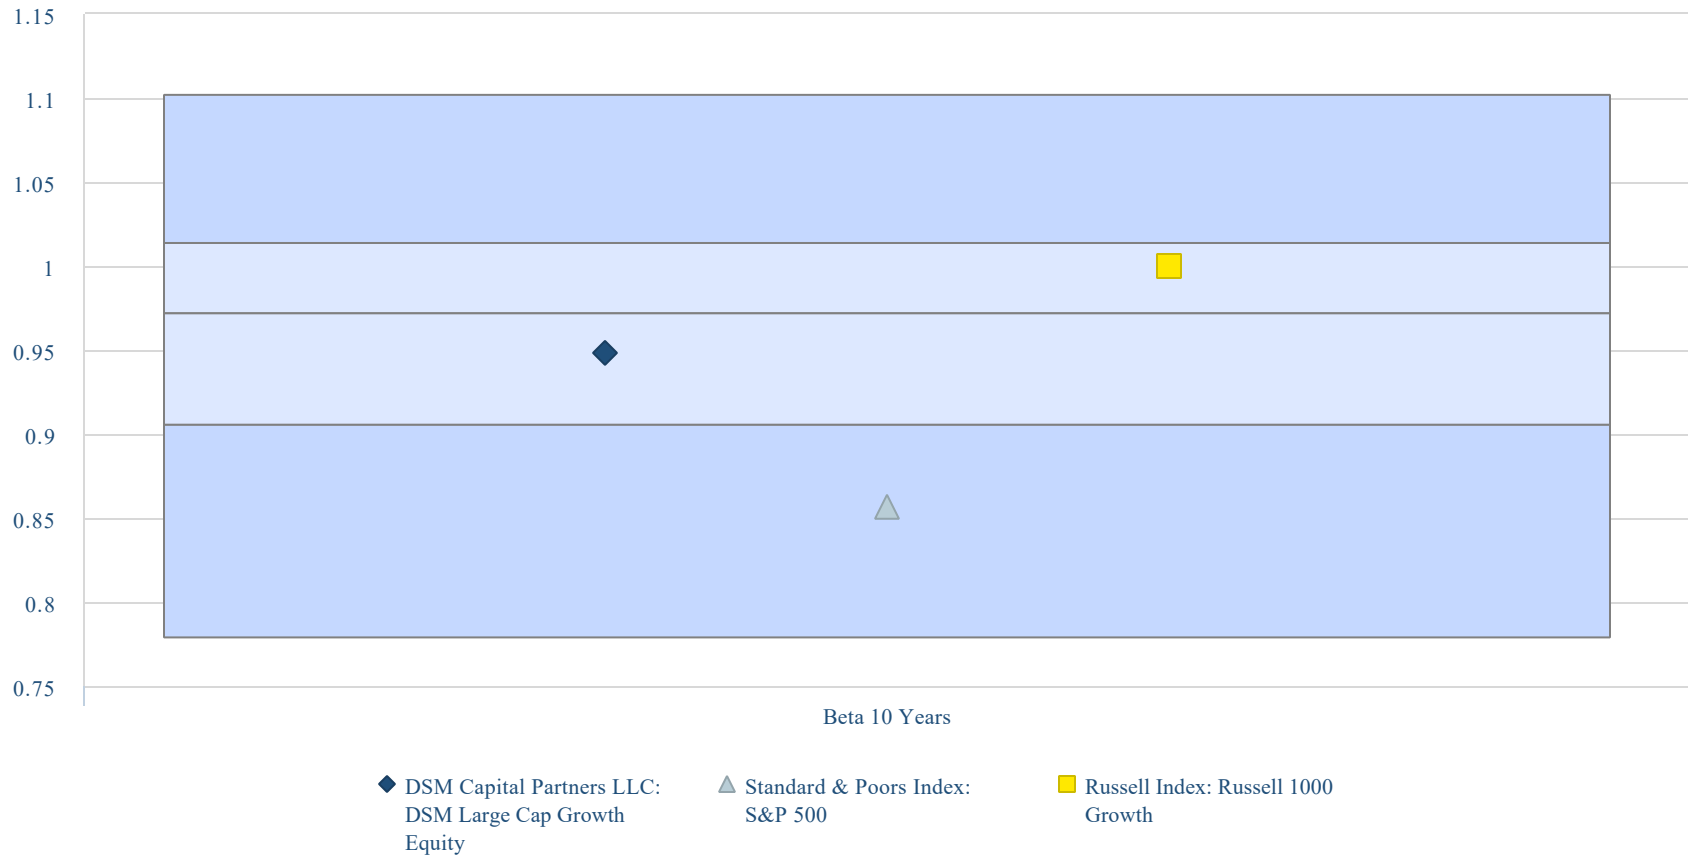 1.15
1.1
1.05
1
0.95
0.9
0.85
0.8
0.75
Beta 10 Years
DSM Capital Partners LLC:
DSM Large Cap Growth
Equity
Standard & Poors Index:
S&P 500
Russell Index: Russell 1000
Growth